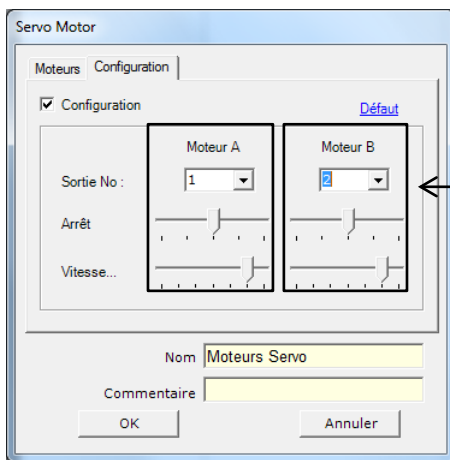 Servo Motor
Moteurs Configuration
Configuration Défaut
Moteur A Moteur B
Sortie No : 1 2
Arrêt
Vitesse...
Nom Moteurs Servo
Commentaire
OK Annuler